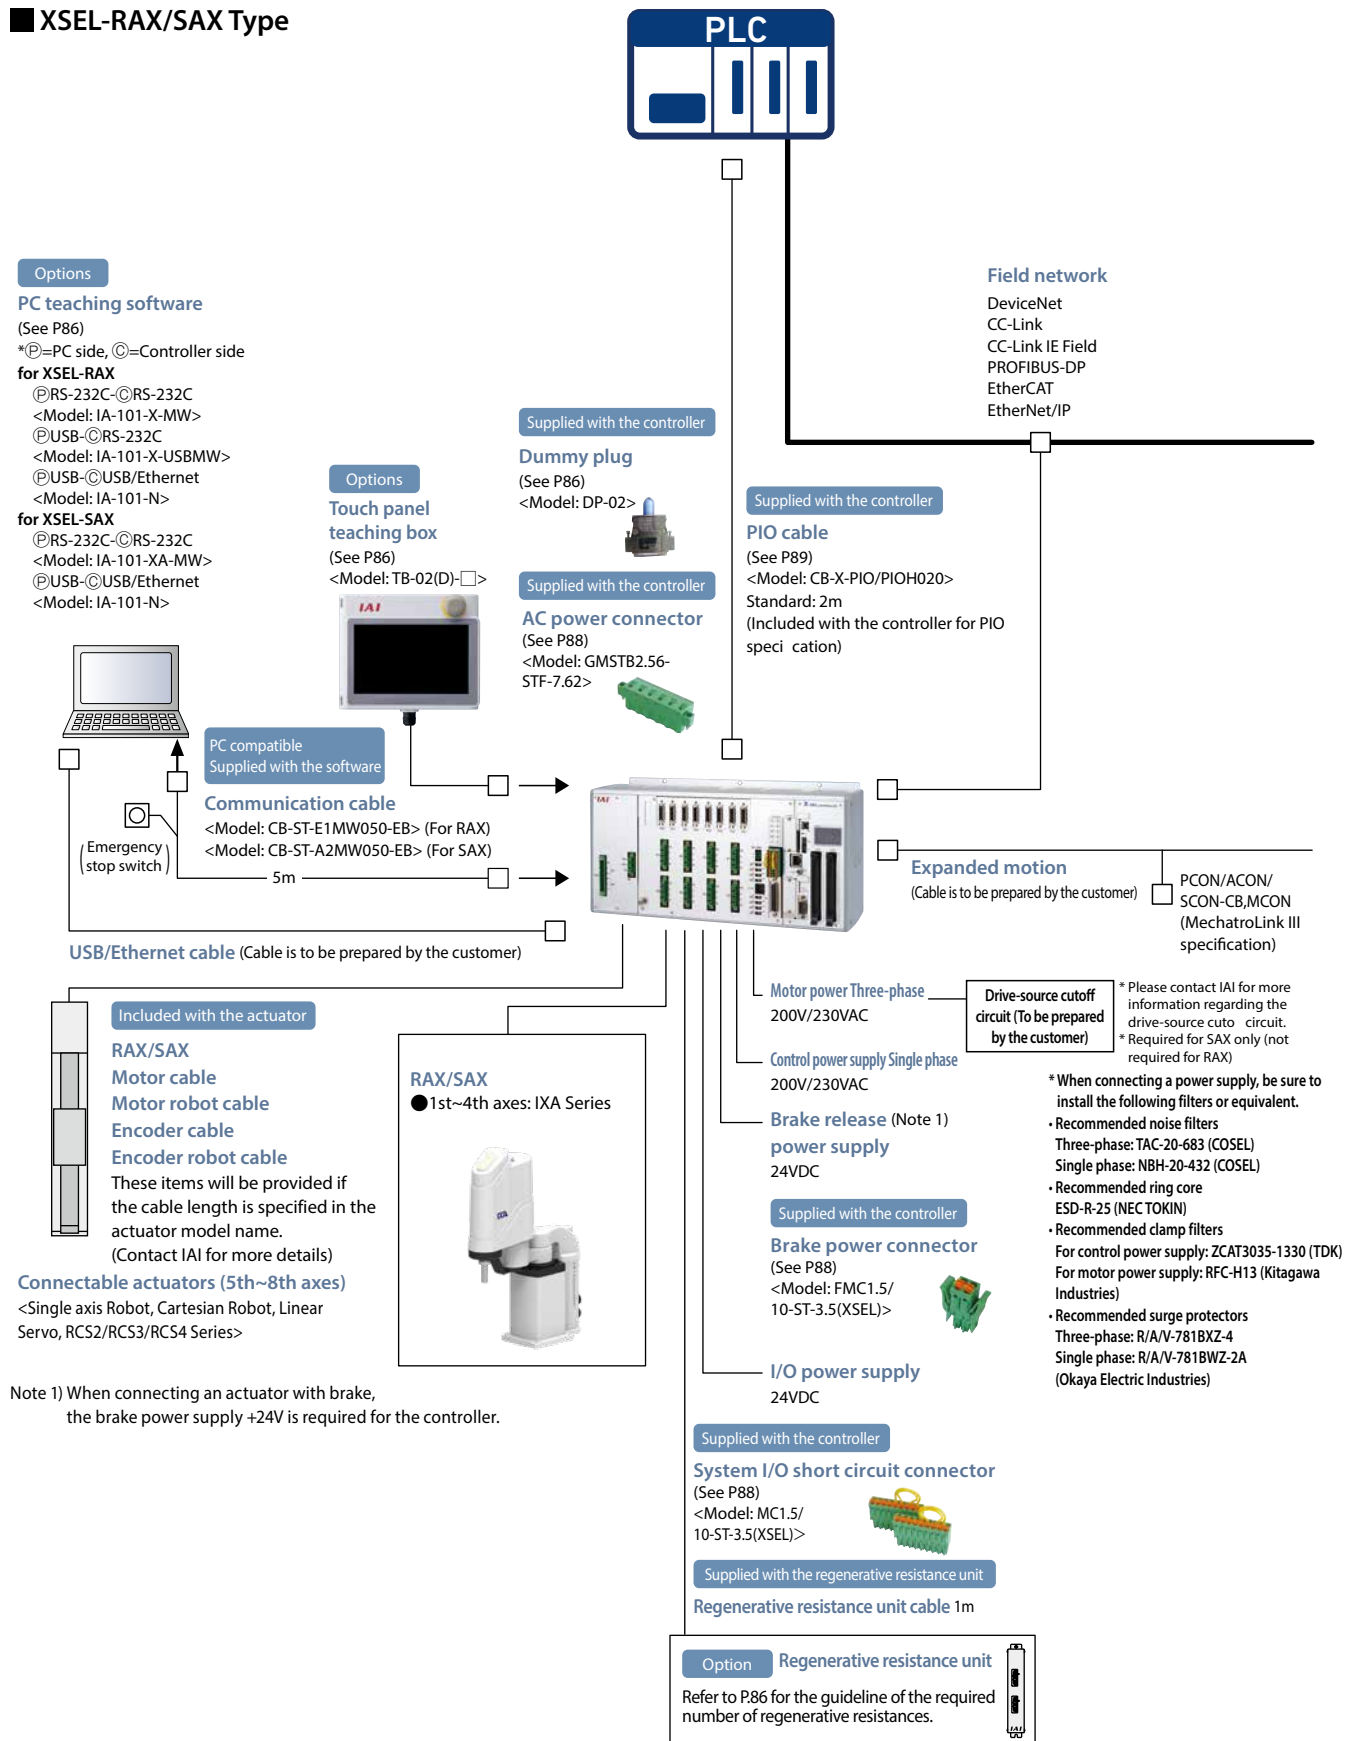 ■ XSEL-RAX/SAX Type
PLC
Options
PC teaching software
(See P86)
*Ⓟ=PC side, Ⓒ=Controller side
for XSEL-RAX
ⓅRS-232C-ⒸRS-232C
<Model: IA-101-X-MW>
ⓅUSB-ⒸRS-232C
<Model: IA-101-X-USBMW>
ⓅUSB-ⒸUSB/Ethernet
<Model: IA-101-N>
for XSEL-SAX
ⓅRS-232C-ⒸRS-232C
<Model: IA-101-XA-MW>
ⓅUSB-ⒸUSB/Ethernet
<Model: IA-101-N>
Options
Touch panel
teaching box
(See P86)
<Model: TB-02(D)-□>
IAI
Supplied with the controller
Dummy plug
(See P86)
<Model: DP-02>
Supplied with the controller
AC power connector
(See P88)
<Model: GMSTB2.56-
STF-7.62>
Supplied with the controller
PIO cable
(See P89)
<Model: CB-X-PIO/PIOH020>
Standard: 2m
(Included with the controller for PIO
speci cation)
Field network
DeviceNet
CC-Link
CC-Link IE Field
PROFIBUS-DP
EtherCAT
EtherNet/IP
PC compatible
Supplied with the software
Communication cable
<Model: CB-ST-E1MW050-EB> (For RAX)
<Model: CB-ST-A2MW050-EB> (For SAX)
Emergency
stop switch
5m
USB/Ethernet cable (Cable is to be prepared by the customer)
IAI
Expanded motion
(Cable is to be prepared by the customer)
PCON/ACON/
SCON-CB,MCON
(MechatroLink III
specification)
Included with the actuator
RAX/SAX
Motor cable
Motor robot cable
Encoder cable
Encoder robot cable
These items will be provided if
the cable length is specified in the
actuator model name.
(Contact IAI for more details)
Connectable actuators (5th~8th axes)
<Single axis Robot, Cartesian Robot, Linear
Servo, RCS2/RCS3/RCS4 Series>
RAX/SAX
●1st~4th axes: IXA Series
Motor power Three-phase
200V/230VAC
Drive-source cutoff
circuit (To be prepared
by the customer)
* Please contact IAI for more
information regarding the
drive-source cuto circuit.
* Required for SAX only (not
required for RAX)
Control power supply Single phase
200V/230VAC
Brake release (Note 1)
power supply
24VDC
Supplied with the controller
Brake power connector
(See P88)
<Model: FMC1.5/
10-ST-3.5(XSEL)>
I/O power supply
24VDC
* When connecting a power supply, be sure to
install the following filters or equivalent.
• Recommended noise filters
Three-phase: TAC-20-683 (COSEL)
Single phase: NBH-20-432 (COSEL)
• Recommended ring core
ESD-R-25 (NEC TOKIN)
• Recommended clamp filters
For control power supply: ZCAT3035-1330 (TDK)
For motor power supply: RFC-H13 (Kitagawa
Industries)
• Recommended surge protectors
Three-phase: R/A/V-781BXZ-4
Single phase: R/A/V-781BWZ-2A
(Okaya Electric Industries)
Note 1) When connecting an actuator with brake,
the brake power supply +24V is required for the controller.
Supplied with the controller
System I/O short circuit connector
(See P88)
<Model: MC1.5/
10-ST-3.5(XSEL)>
Supplied with the regenerative resistance unit
Regenerative resistance unit cable 1m
Option
Regenerative resistance unit
Refer to P.86 for the guideline of the required
number of regenerative resistances.
IAI